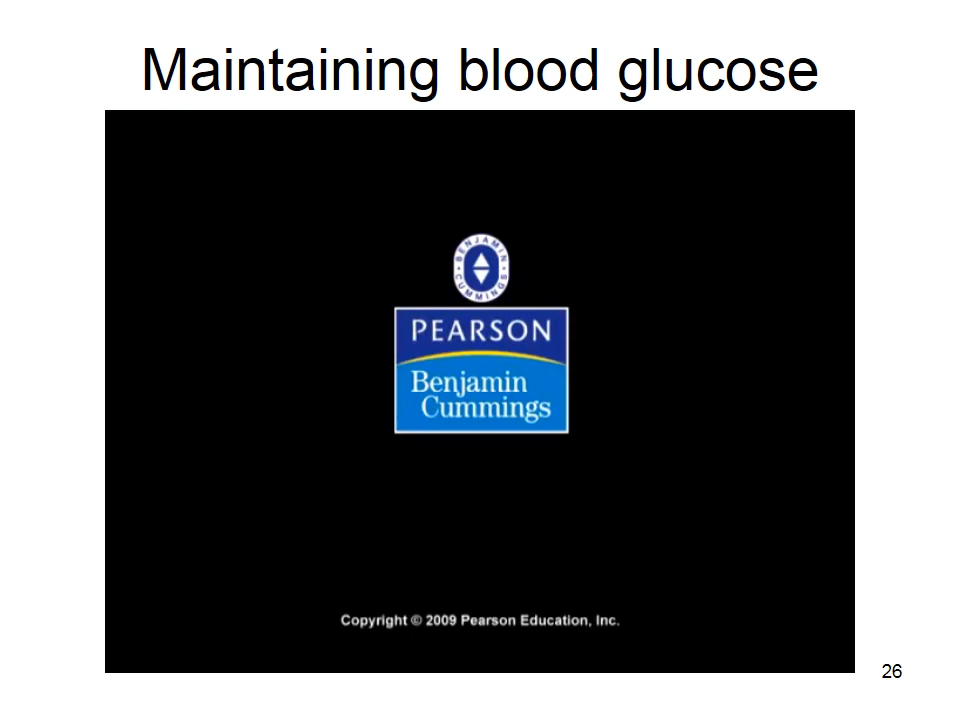 Maintaining blood glucose
BENJAMIN
CUMMINGS
PEARSON
Benjamin
Cummings
Copyright © 2009 Pearson Education, Inc.
26